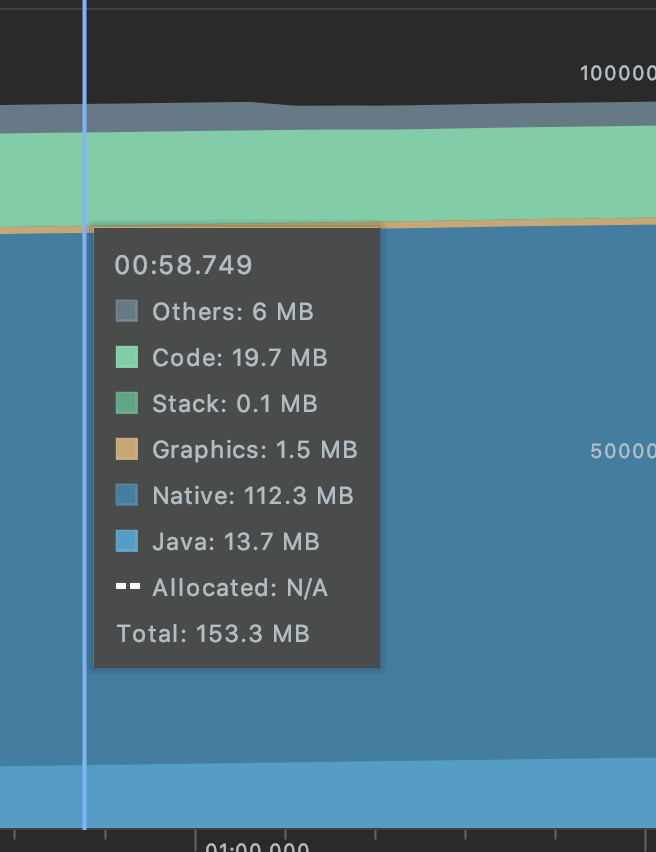 100000
00:58.749
Others: 6 MB
Code: 19.7 MB
Stack: 0.1 MB
Graphics: 1.5 MB
50000
Native: 112.3 MB
Java: 13.7 MB
Allocated: N/A
Total: 153.3 MB
01:00.000